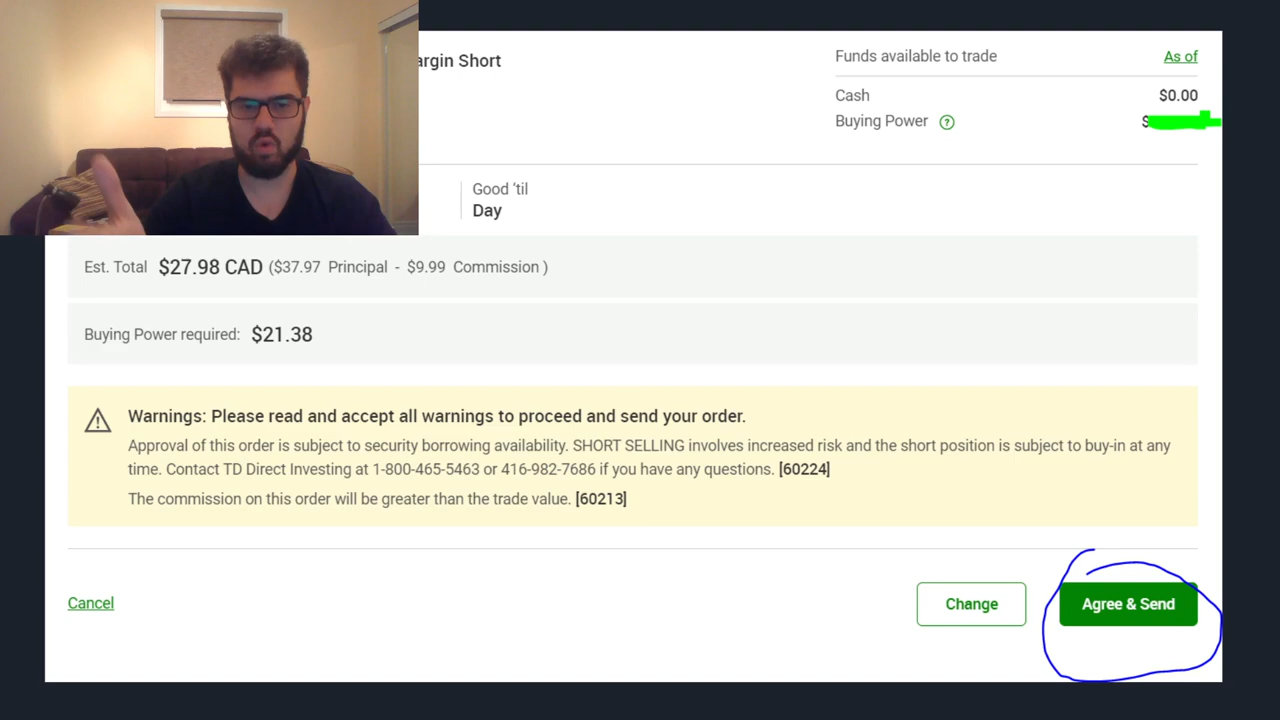 argin Short
Funds available to trade As of
Cash $0.00
Buying Power ? $
Good ‘til
Day
Est. Total $27.98 CAD ($37.97 Principal - $9.99 Commission )
Buying Power required: $21.38
Warnings: Please read and accept all warnings to proceed and send your order.
Approval of this order is subject to security borrowing availability. SHORT SELLING involves increased risk and the short position is subject to buy-in at any
time. Contact TD Direct Investing at 1-800-465-5463 or 416-982-7686 if you have any questions. [60224]
The commission on this order will be greater than the trade value. [60213]
Cancel Change Agree & Send